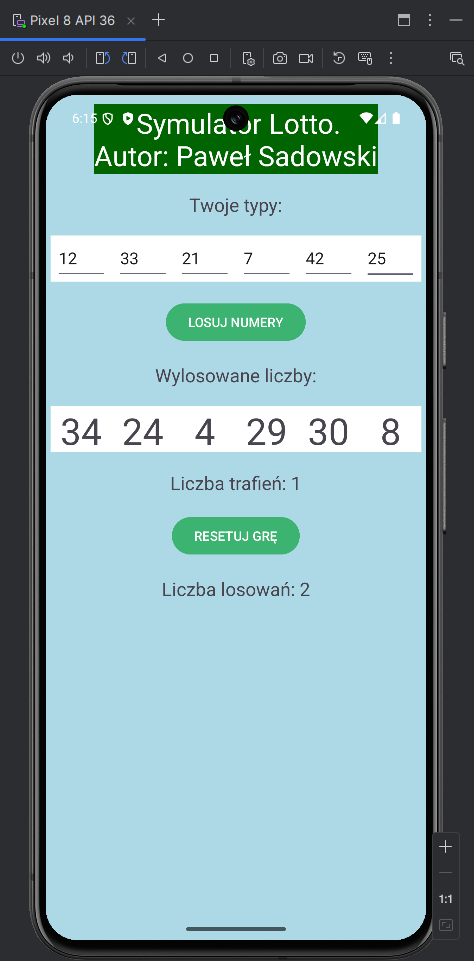 Pixel 8 API 36
6:15
Symulator Lotto.
Autor: Paweł Sadowski
Twoje typy:
12 33 21 7 42 25
LOSUJ NUMERY
Wylosowane liczby:
34 24 4 29 30 8
Liczba trafień: 1
RESETUJ GRĘ
Liczba losowań: 2
1:1